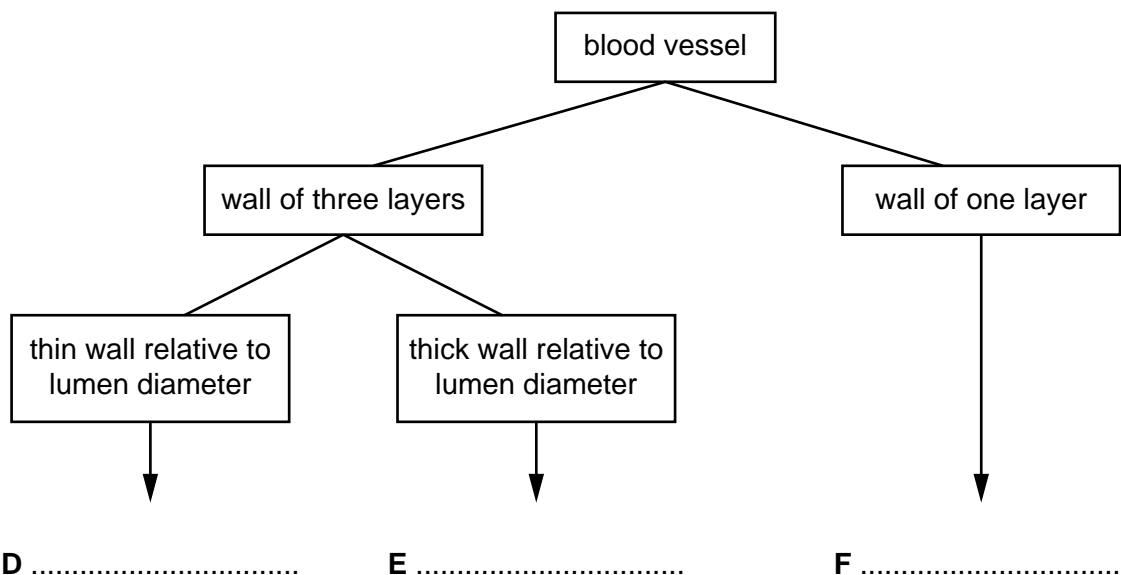 blood vessel
wall of three layers
wall of one layer
thin wall relative to
lumen diameter
thick wall relative to
lumen diameter
D .................................
E .................................
F ................................